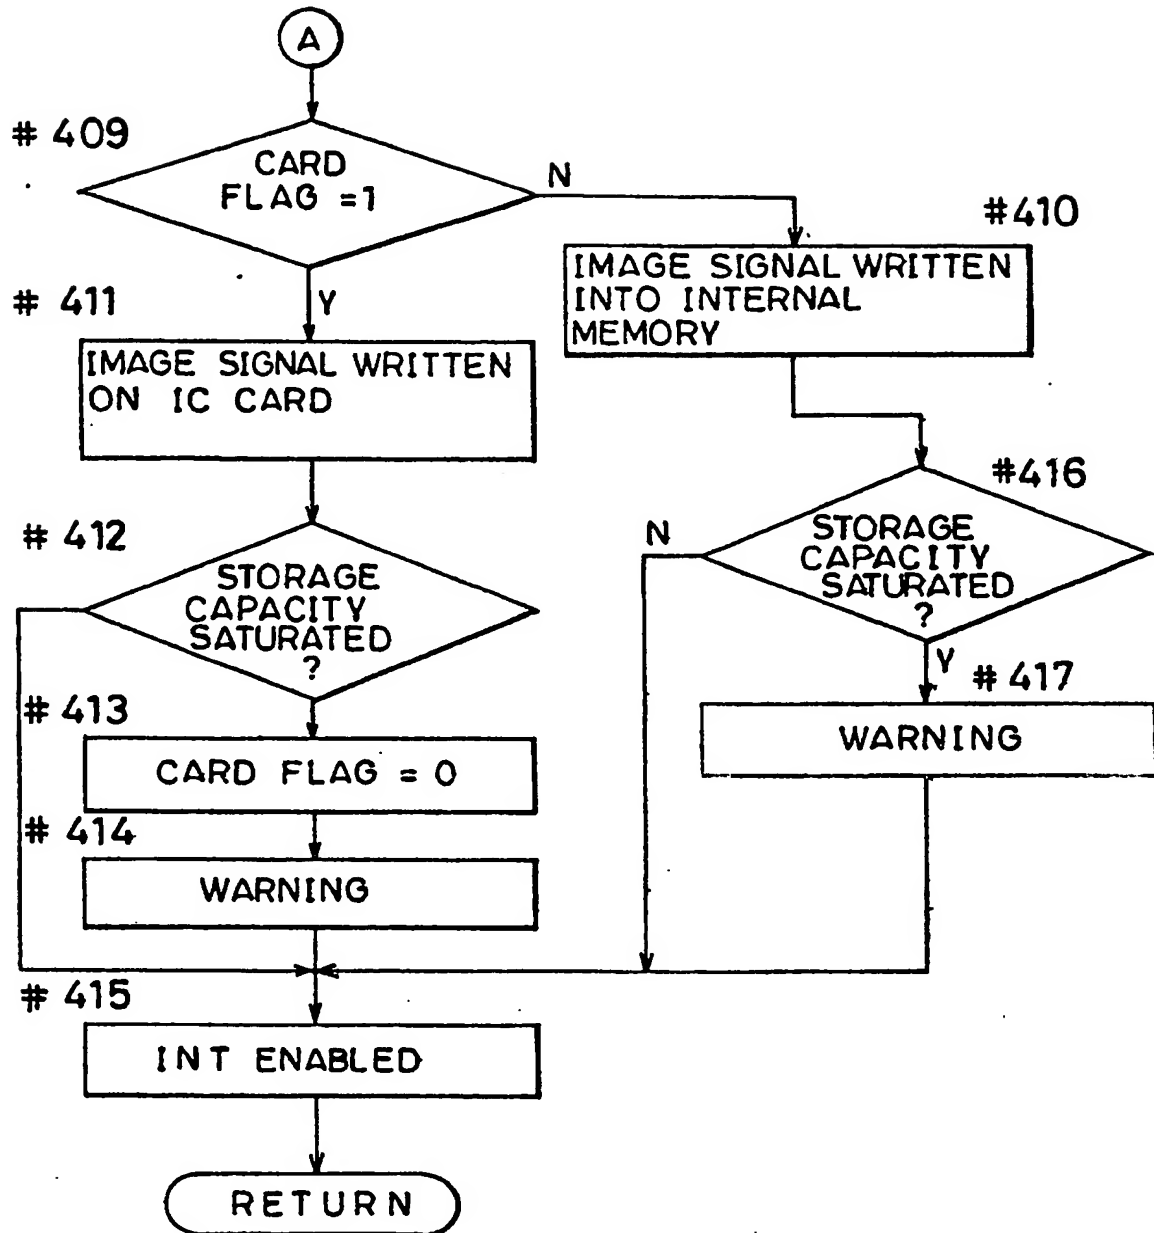 A
# 409
CARD
FLAG =1
N
#410
IMAGE SIGNAL WRITTEN
INTO INTERNAL
MEMORY
# 411
Y
IMAGE SIGNAL WRITTEN
ON IC CARD
#416
STORAGE
CAPACITY
SATURATED
?
N
Y
# 412
STORAGE
CAPACITY
SATURATED
?
# 417
WARNING
# 413
CARD FLAG = 0
# 414
WARNING
# 415
INT ENABLED
RETURN